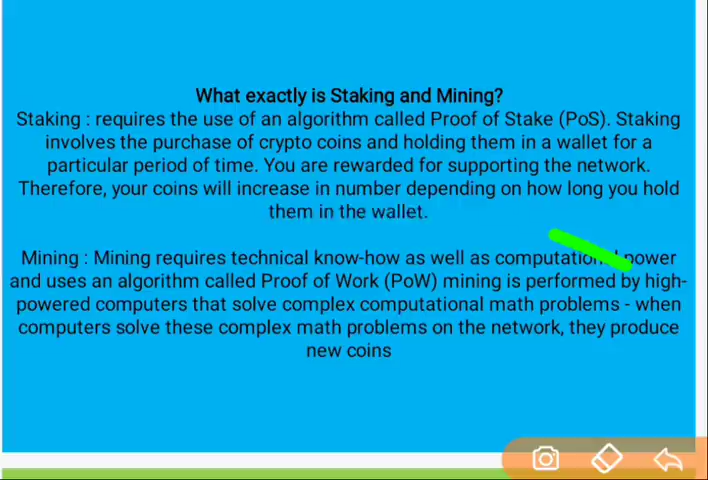 What exactly is Staking and Mining?
Staking : requires the use of an algorithm called Proof of Stake (PoS). Staking
involves the purchase of crypto coins and holding them in a wallet for a
particular period of time. You are rewarded for supporting the network.
Therefore, your coins will increase in number depending on how long you hold
them in the wallet.
Mining : Mining requires technical know-how as well as computational power
and uses an algorithm called Proof of Work (PoW) mining is performed by high-
powered computers that solve complex computational math problems - when
computers solve these complex math problems on the network, they produce
new coins